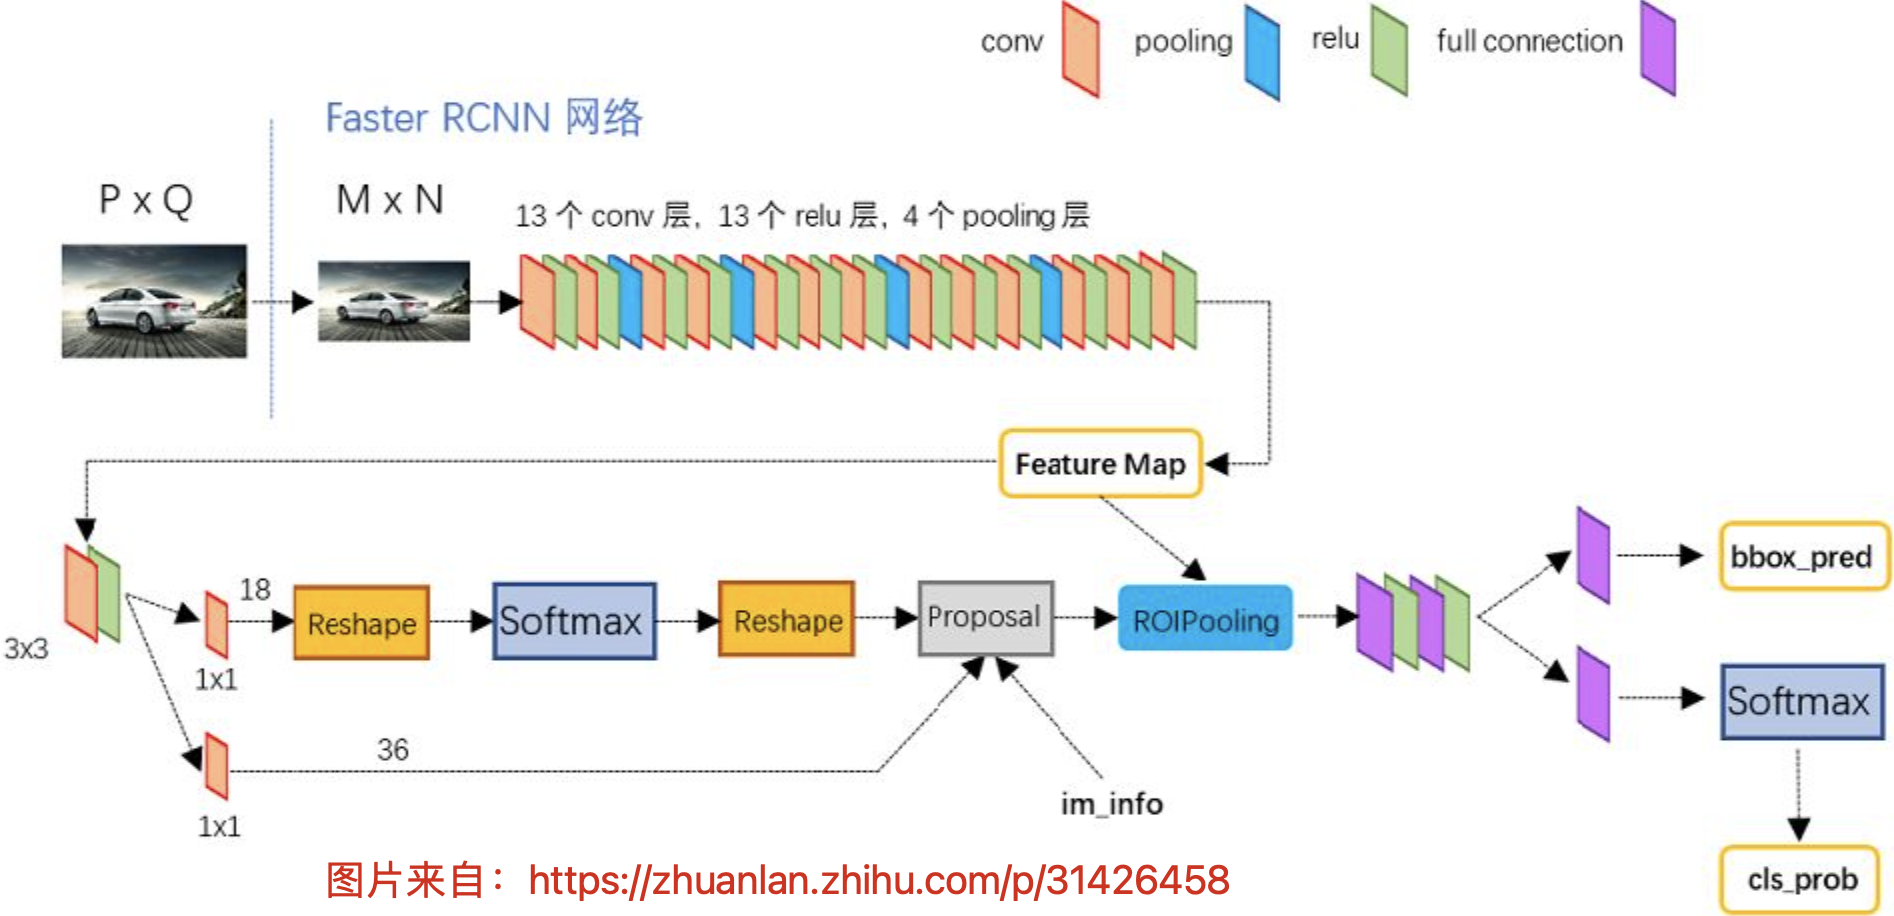 conv pooling relu full connection
Faster RCNN 网络
P x Q
M x N
13 个 conv 层, 13 个 relu 层, 4 个 pooling 层
Feature Map
3x3
1x1
18
Reshape
Softmax
Reshape
Proposal
ROIPooling
bbox_pred
Softmax
cls_prob
1x1
36
im_info
图片来自：https://zhuanlan.zhihu.com/p/31426458